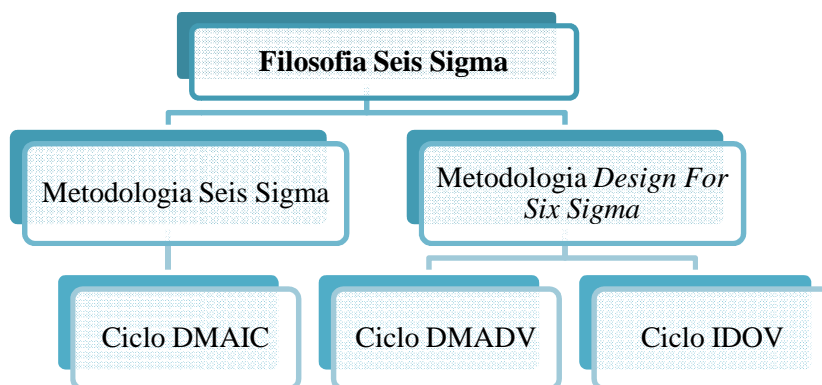 Filosofia Seis Sigma
Metodologia Seis Sigma
Metodologia Design For
Six Sigma
Ciclo DMAIC
Ciclo DMADV
Ciclo IDOV